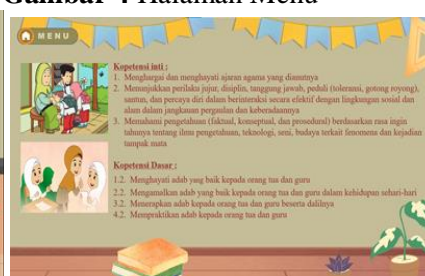 Gambar 4 Halaman Menu
MENU
Kopetensi inti :
1. Menghargai dan menghayati ajaran agama yang dianutnya
2. Menunjukkan perilaku jujur, disiplin, tanggung jawab, peduli (toleransi, gotong royong),
santun, dan percaya diri dalam berinteraksi secara efektif dengan lingkungan sosial dan
alam dalam jangkauan pergaulan dan keberadaannya
3. Memahami pengetahuan (faktual, konseptual, dan prosedural) berdasarkan rasa ingin
tahunya tentang ilmu pengetahuan, teknologi, seni, budaya terkait fenomena dan kejadian
tampak mata
Kopetensi Dasar :
1.2. Menghayati adab yang baik kepada orang tua dan guru
2.2. Mengamalkan adab yang baik kepada orang tua dan guru dalam kehidupan sehari-hari
3.2. Menerapkan adab kepada orang tua dan guru beserta dalilnya
4.2. Mempraktikan adab kepada orang tua dan guru